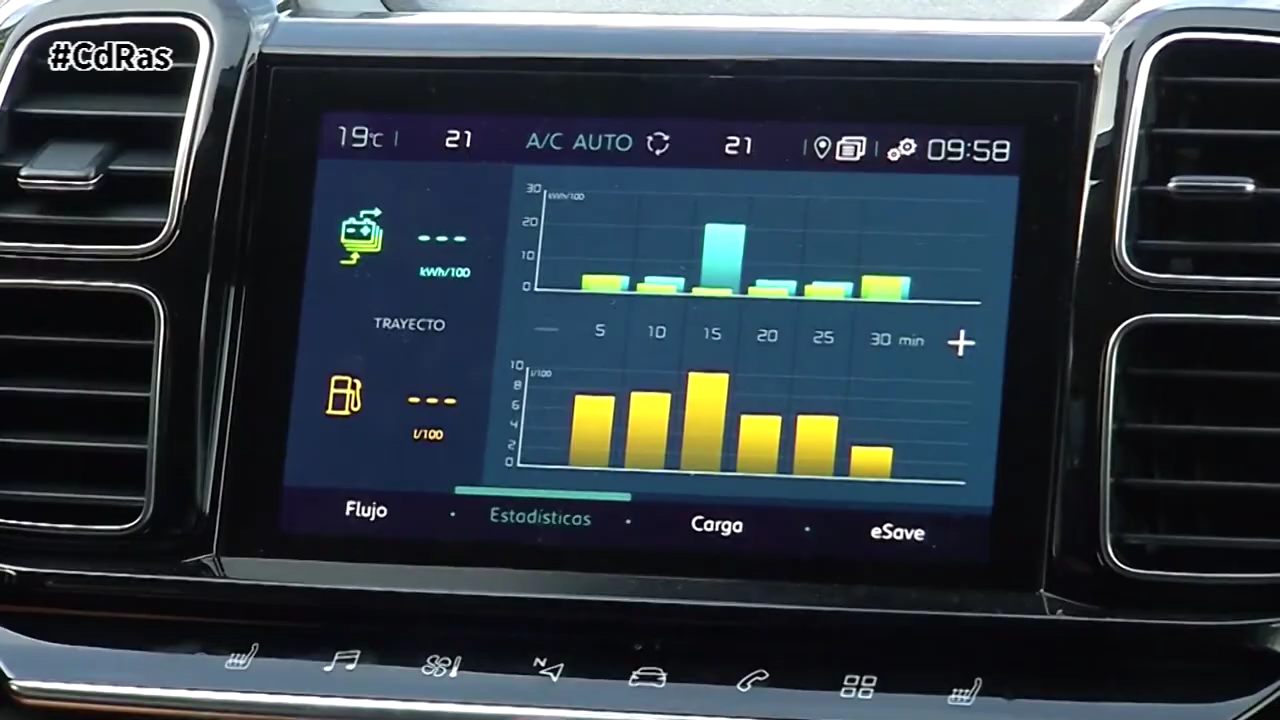 #CdRas
19°C 21 A/C AUTO 21 09:58
30 kWh/100
20
10
0
--- kWh/100
TRAYECTO
5 10 15 20 25 30 min +
10 l/100
8
6
4
2
0
--- l/100
Flujo Estadísticas Carga eSave
N